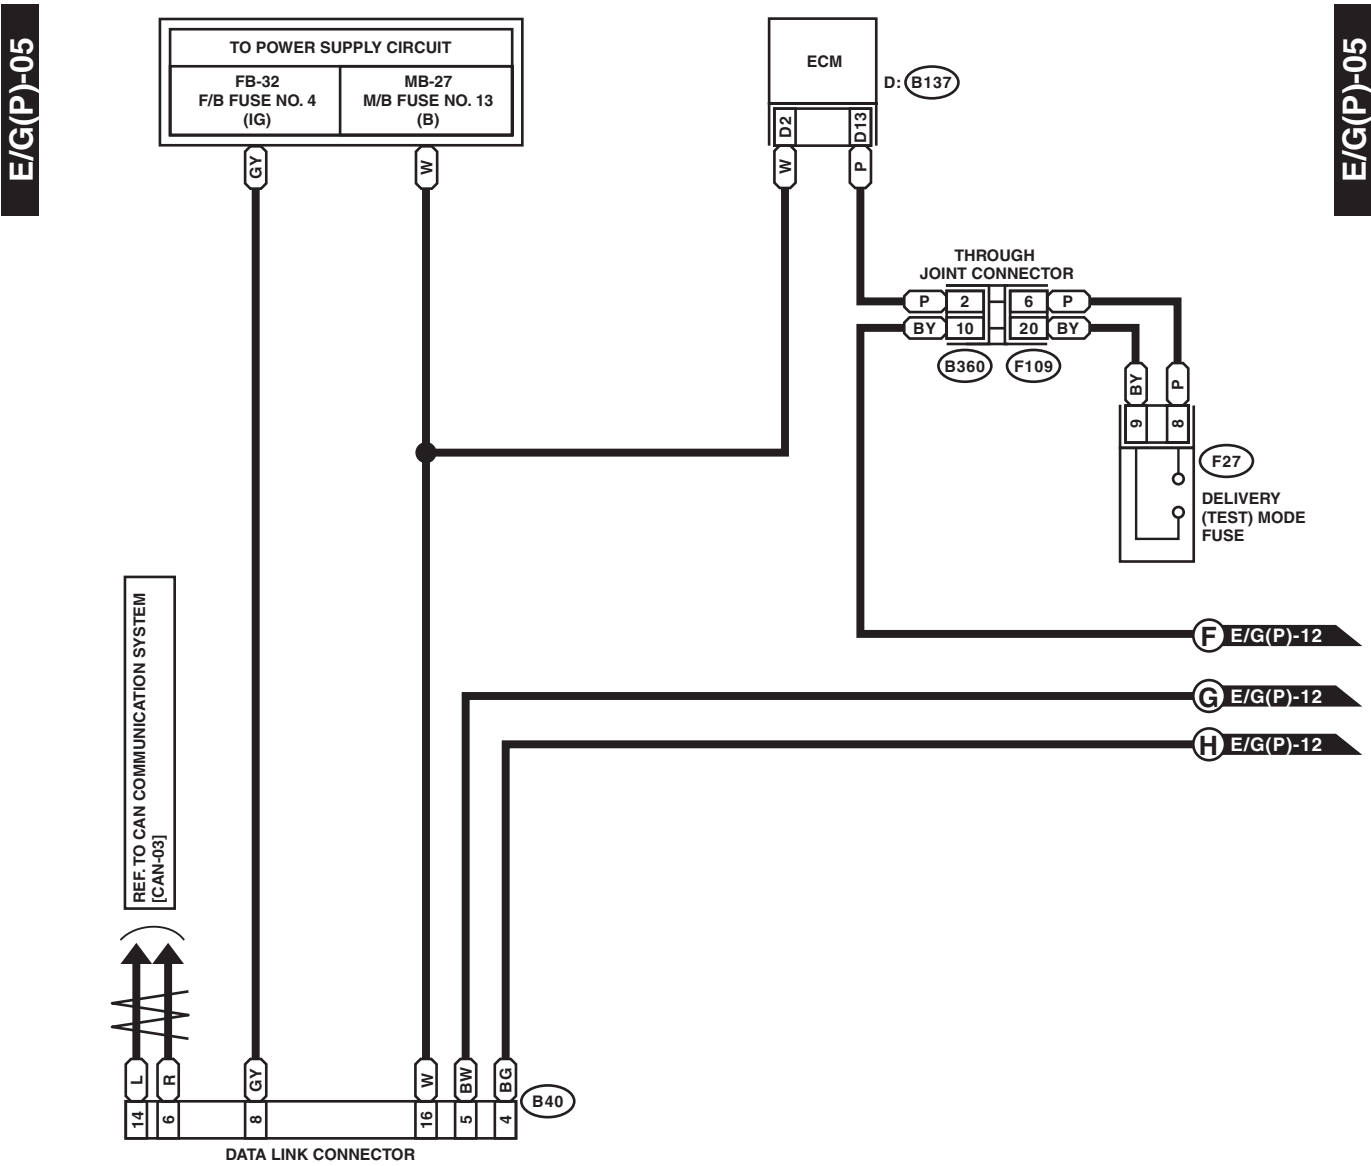 E/G(P)-05
E/G(P)-05
TO POWER SUPPLY CIRCUIT
FB-32
F/B FUSE NO. 4
(IG)
MB-27
M/B FUSE NO. 13
(B)
GY
W
ECM
D: B137
D2
D13
W
P
THROUGH
JOINT CONNECTOR
P 2 6 P
BY 10 20 BY
B360
F109
BY
P
9
8
F27
DELIVERY
(TEST) MODE
FUSE
F E/G(P)-12
G E/G(P)-12
H E/G(P)-12
REF. TO CAN COMMUNICATION SYSTEM
[CAN-03]
L
R
GY
W
BW
BG
14
6
8
16
5
4
B40
DATA LINK CONNECTOR